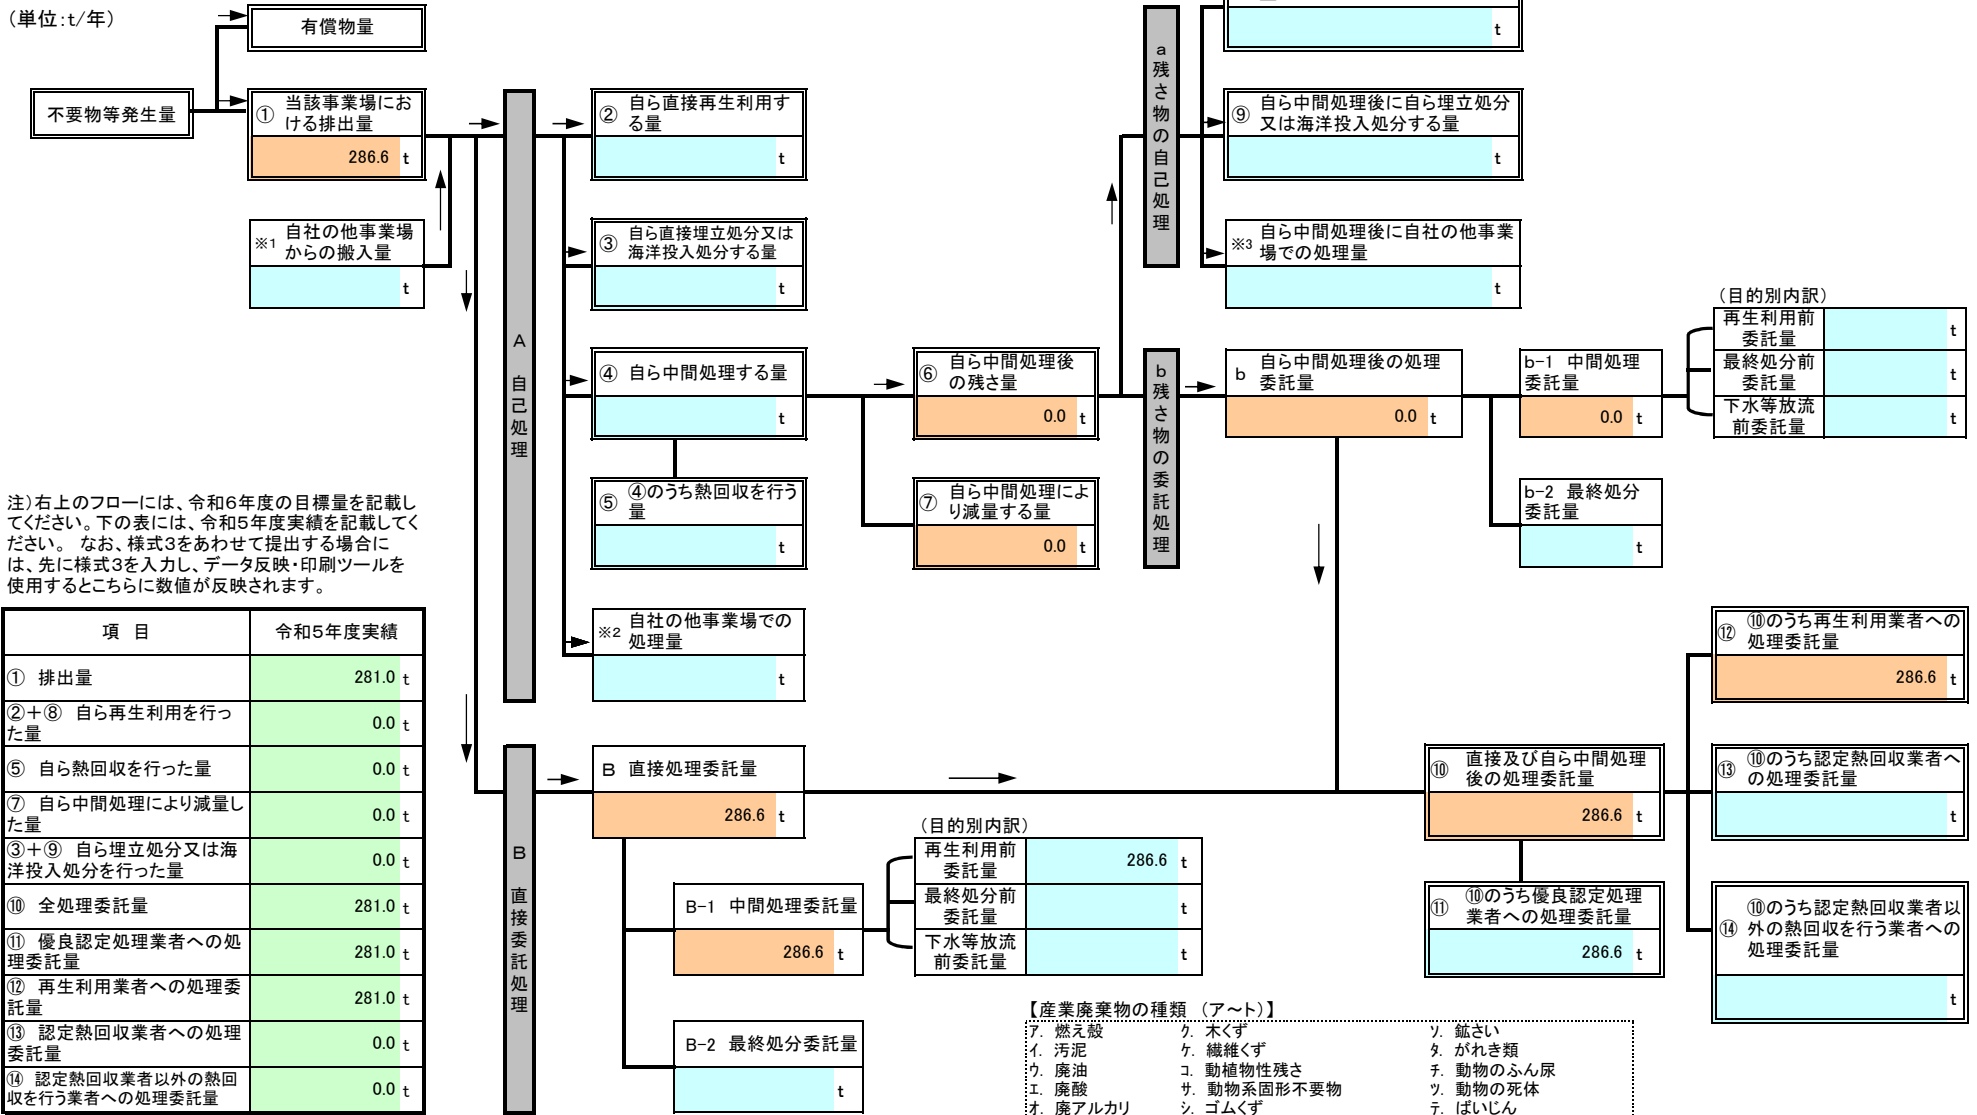 （単位：t/年）
有償物量
不要物等発生量
① 当該事業場にお
ける排出量
286.6 t
※1 自社の他事業場
からの搬入量
t
A 自己処理
② 自ら直接再生利用す
る量
t
③ 自ら直接埋立処分又は
海洋投入処分する量
t
④ 自ら中間処理する量
t
⑤ ④のうち熱回収を行う
量
t
※2 自社の他事業場での
処理量
t
⑥ 自ら中間処理後
の残さ量
0.0 t
⑦ 自ら中間処理によ
り減量する量
0.0 t
a 残さ物の自己処理
t
⑨ 自ら中間処理後に自ら埋立処分
又は海洋投入処分する量
t
※3 自ら中間処理後に自社の他事業
場での処理量
t
b 残さ物の委託処理
b 自ら中間処理後の処理
委託量
0.0 t
b-1 中間処理
委託量
0.0 t
b-2 最終処分
委託量
t
（目的別内訳）
再生利用前
委託量
t
最終処分前
委託量
t
下水等放流
前委託量
t
注）右上のフローには、令和6年度の目標量を記載し
てください。下の表には、令和5年度実績を記載してく
ださい。 なお、様式3をあわせて提出する場合に
は、先に様式3を入力し、データ反映・印刷ツールを
使用するとこちらに数値が反映されます。
項 目 令和5年度実績
① 排出量 281.0 t
②＋⑧ 自ら再生利用を行っ
た量 0.0 t
⑤ 自ら熱回収を行った量 0.0 t
⑦ 自ら中間処理により減量し
た量 0.0 t
③＋⑨ 自ら埋立処分又は海
洋投入処分を行った量 0.0 t
⑩ 全処理委託量 281.0 t
⑪ 優良認定処理業者への処
理委託量 281.0 t
⑫ 再生利用業者への処理委
託量 281.0 t
⑬ 認定熱回収業者への処理
委託量 0.0 t
⑭ 認定熱回収業者以外の熱回
収を行う業者への処理委託量 0.0 t
B 直接委託処理
B 直接処理委託量
286.6 t
B-1 中間処理委託量
286.6 t
B-2 最終処分委託量
t
（目的別内訳）
再生利用前
委託量
286.6 t
最終処分前
委託量
t
下水等放流
前委託量
t
⑩ 直接及び自ら中間処理
後の処理委託量
286.6 t
⑪ ⑩のうち優良認定処理
業者への処理委託量
286.6 t
⑫ ⑩のうち再生利用業者への
処理委託量
286.6 t
⑬ ⑩のうち認定熱回収業者へ
の処理委託量
t
⑭ ⑩のうち認定熱回収業者以
外の熱回収を行う業者への
処理委託量
t
【産業廃棄物の種類 （ア～ト）】
ア. 燃え殻 ク. 木くず ソ. 鉱さい
イ. 汚泥 ケ. 繊維くず タ. がれき類
ウ. 廃油 コ. 動植物性残さ チ. 動物のふん尿
エ. 廃酸 サ. 動物系固形不要物 ツ. 動物の死体
オ. 廃アルカリ シ. ゴムくず テ. ばいじん